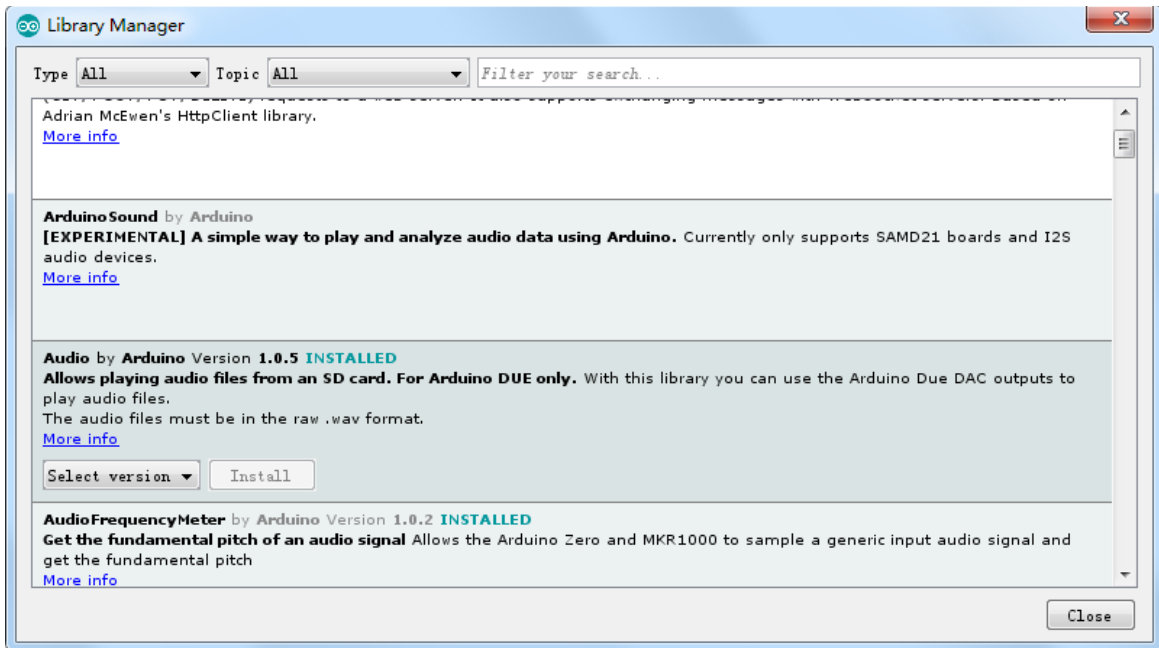 Library Manager
Type All Topic All Filter your search...
Adrian McEwen's HttpClient library.
More info
ArduinoSound by Arduino
[EXPERIMENTAL] A simple way to play and analyze audio data using Arduino. Currently only supports SAMD21 boards and I2S
audio devices.
More info
Audio by Arduino Version 1.0.5 INSTALLED
Allows playing audio files from an SD card. For Arduino DUE only. With this library you can use the Arduino Due DAC outputs to
play audio files.
The audio files must be in the raw .wav format.
More info
Select version Install
AudioFrequencyMeter by Arduino Version 1.0.2 INSTALLED
Get the fundamental pitch of an audio signal Allows the Arduino Zero and MKR1000 to sample a generic input audio signal and
get the fundamental pitch
More info
Close